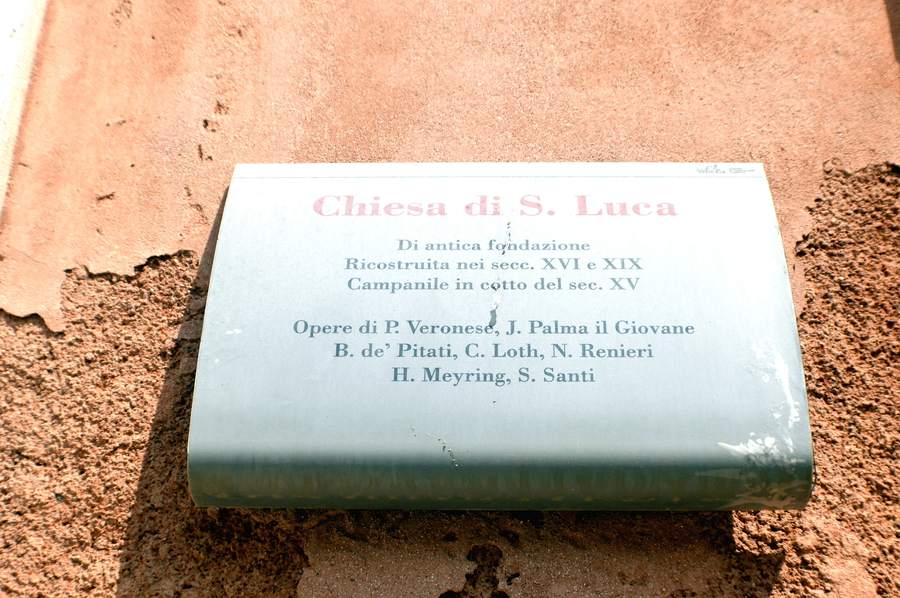 Chiesa di S. Luca
Di antica fondazione
Ricostruita nei secc. XVI e XIX
Campanile in cotto del sec. XV
Opere di P. Veronese, J. Palma il Giovane
B. de' Pitati, C. Loth, N. Renieri
H. Meyring, S. Santi